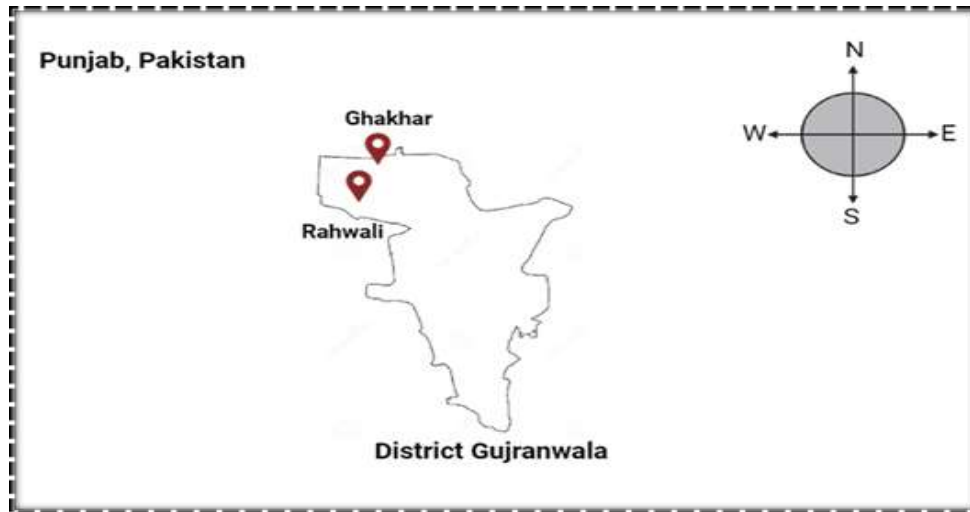 Punjab, Pakistan
N
W
E
S
Ghakhar
Rahwali
District Gujranwala